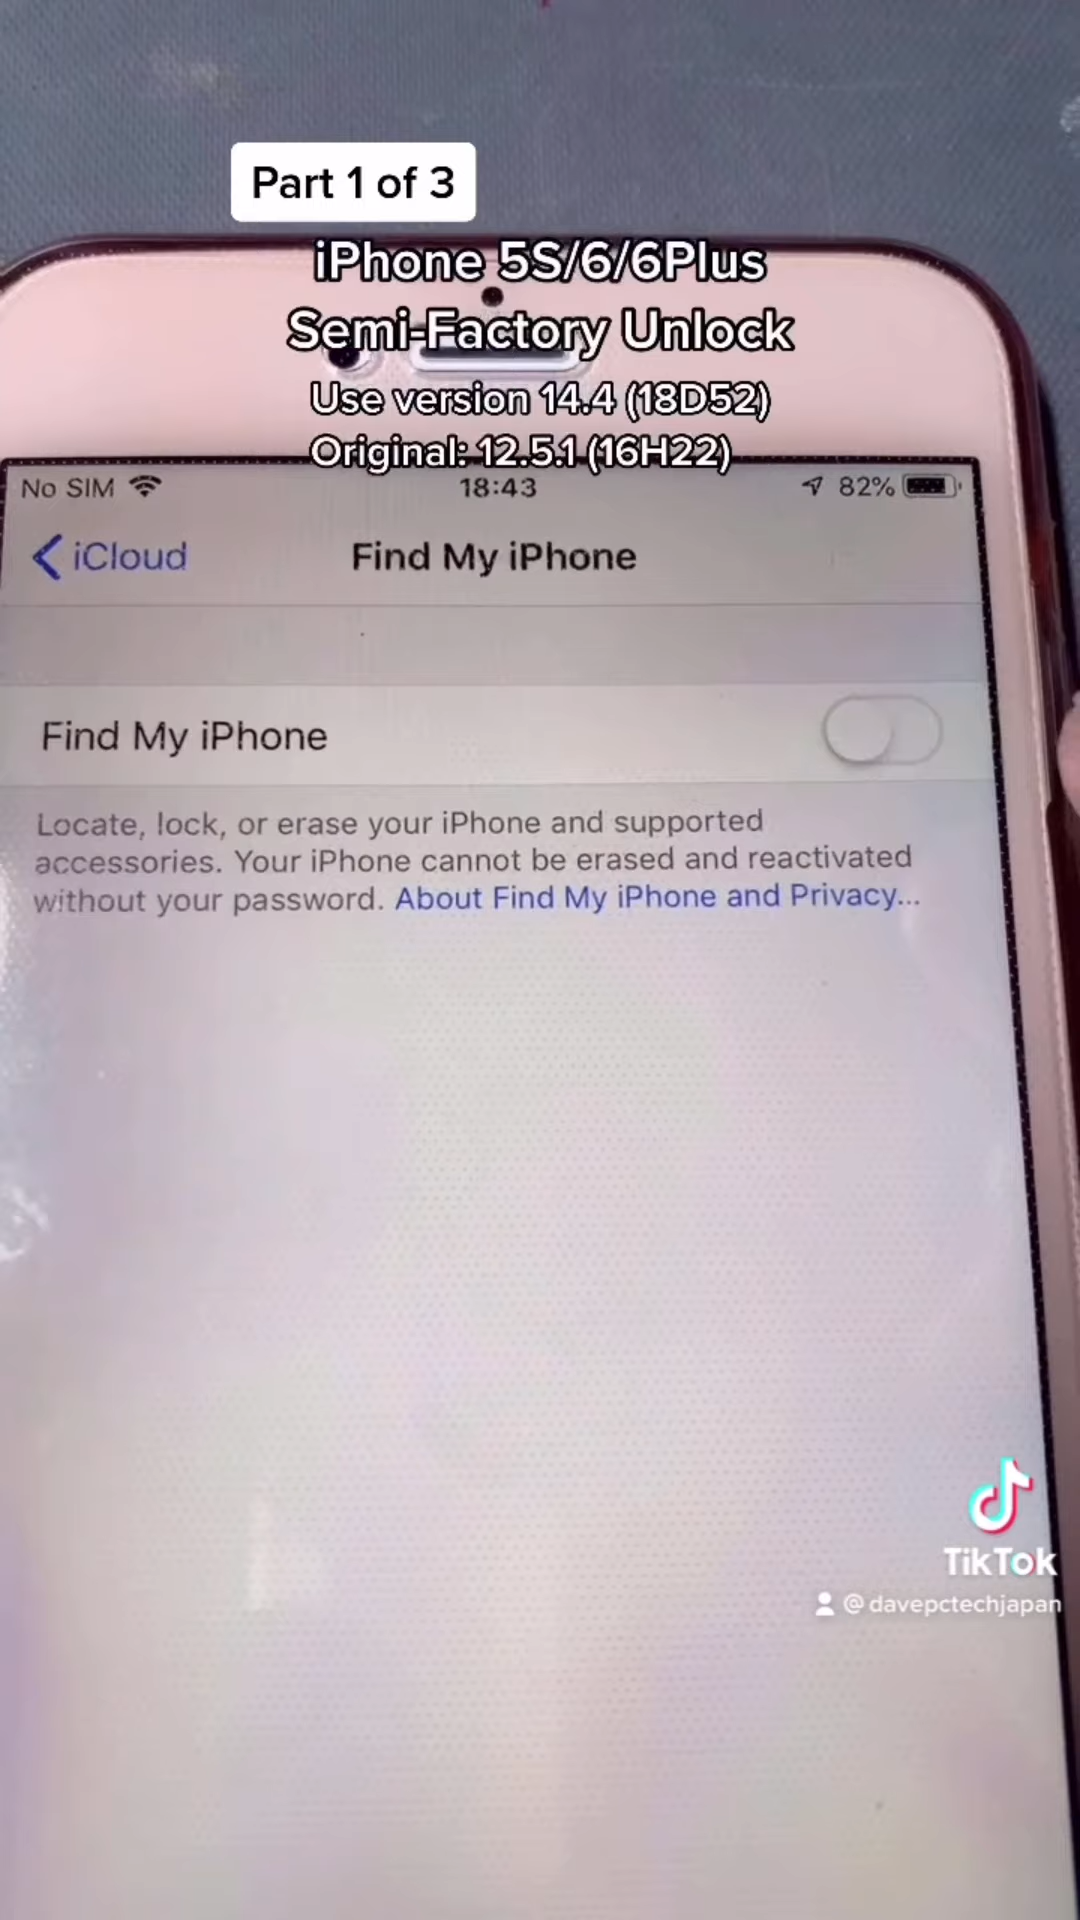 Part 1 of 3
iPhone 5S/6/6Plus
Semi-Factory Unlock
Use version 14.4 (18D52)
Original: 12.5.1 (16H22)
No SIM 18:43 82%
iCloud Find My iPhone
Find My iPhone
Locate, lock, or erase your iPhone and supported
accessories. Your iPhone cannot be erased and reactivated
without your password. About Find My iPhone and Privacy...
TikTok
@davepctechjapan